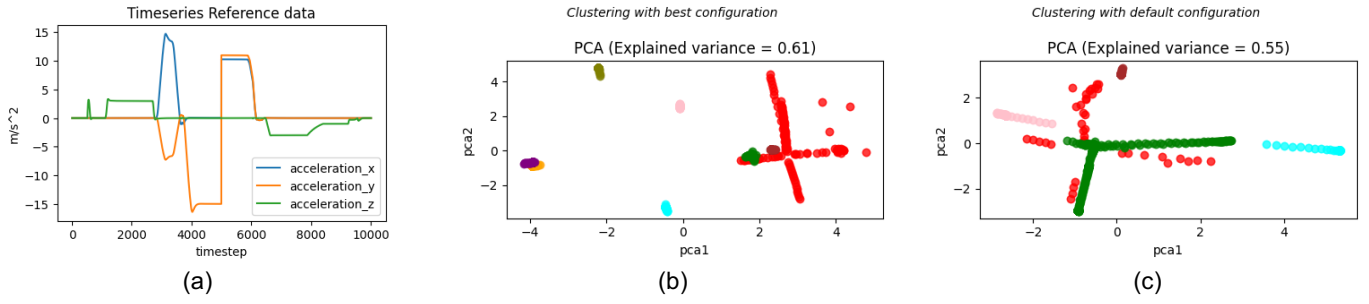 Timeseries Reference data
15
10
5
0
−5
−10
−15
m/s^2
0 2000 4000 6000 8000 10000
timestep
acceleration_x
acceleration_y
acceleration_z
(a)
Clustering with best configuration
PCA (Explained variance = 0.61)
4
2
0
−2
pca2
−4 −2 0 2 4
pca1
(b)
Clustering with default configuration
PCA (Explained variance = 0.55)
2
0
−2
pca2
−2 0 2 4
pca1
(c)